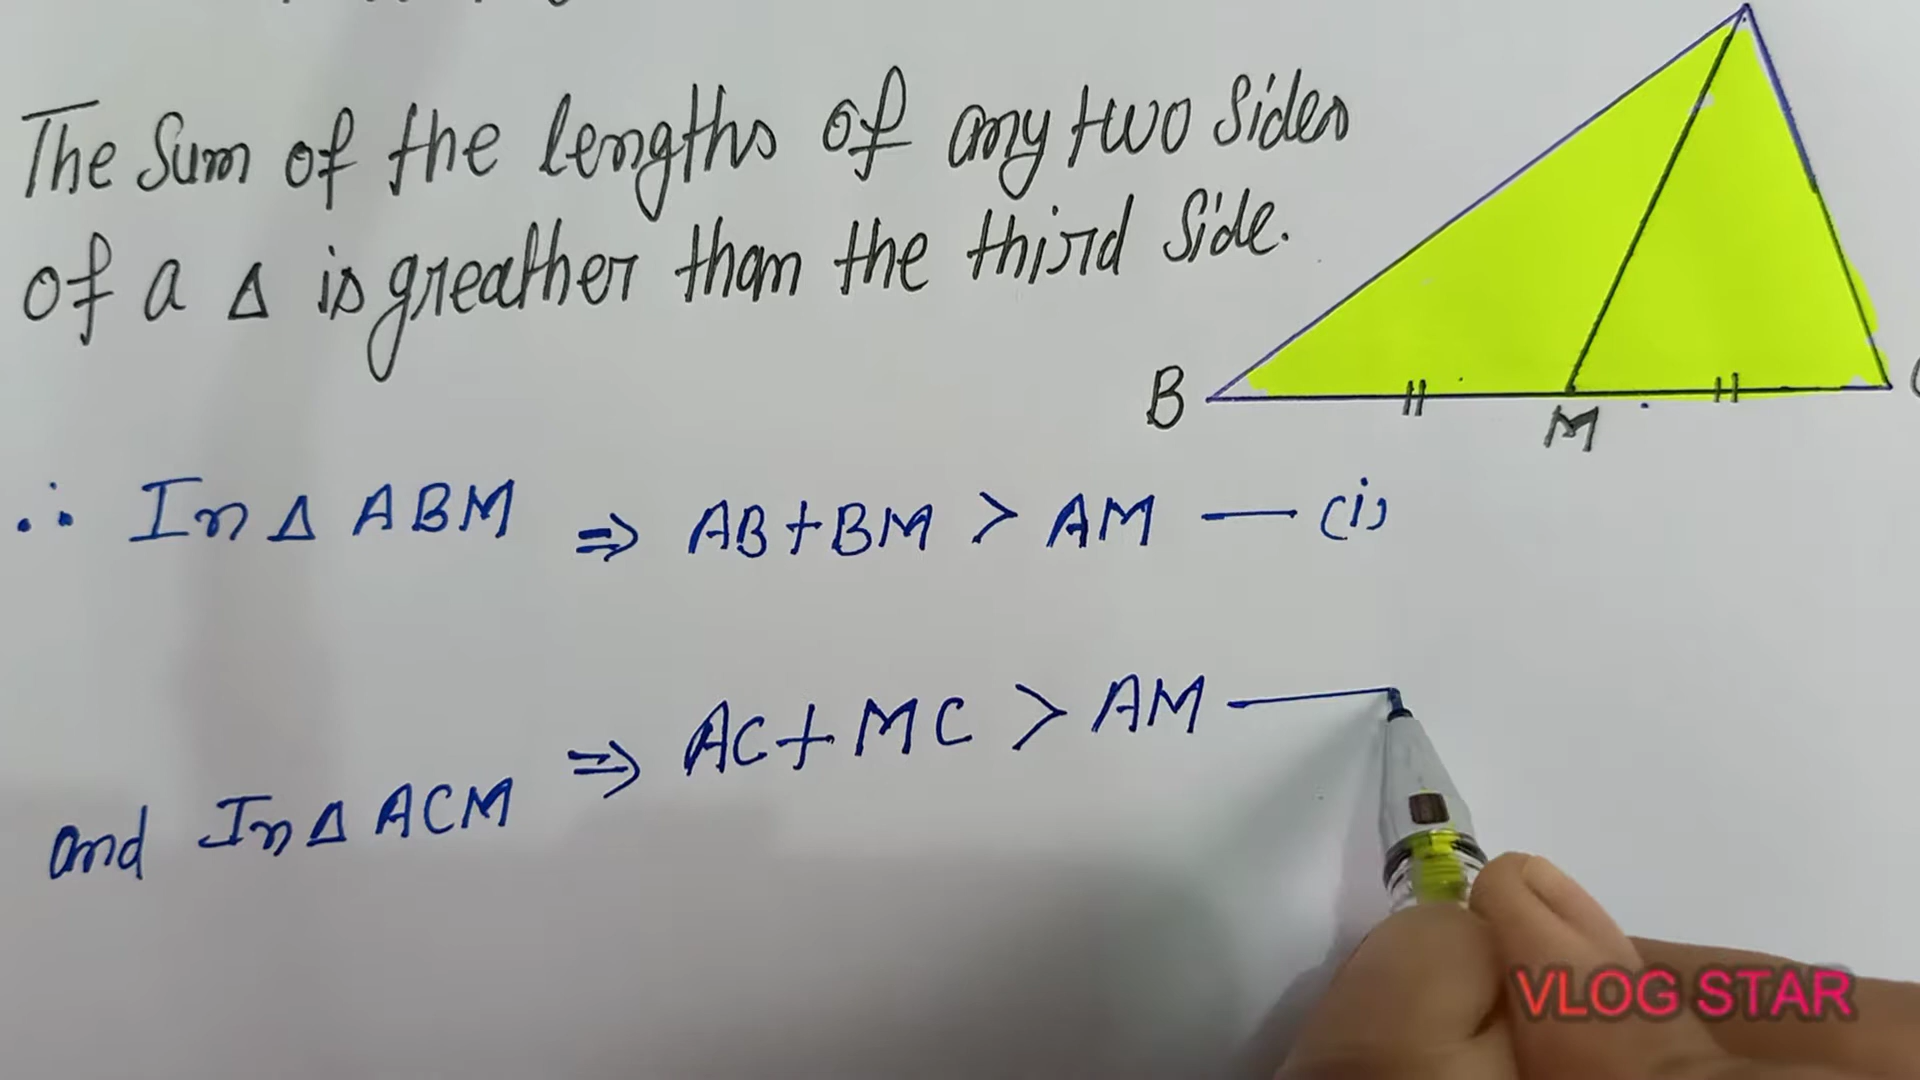 The Sum of the lengths of any two Sides
of a Δ is greather than the third Side.
B
M
∴ In Δ ABM ⇒ AB+BM > AM — (i)
and In Δ ACM ⇒ AC+MC > AM —
VLOG STAR